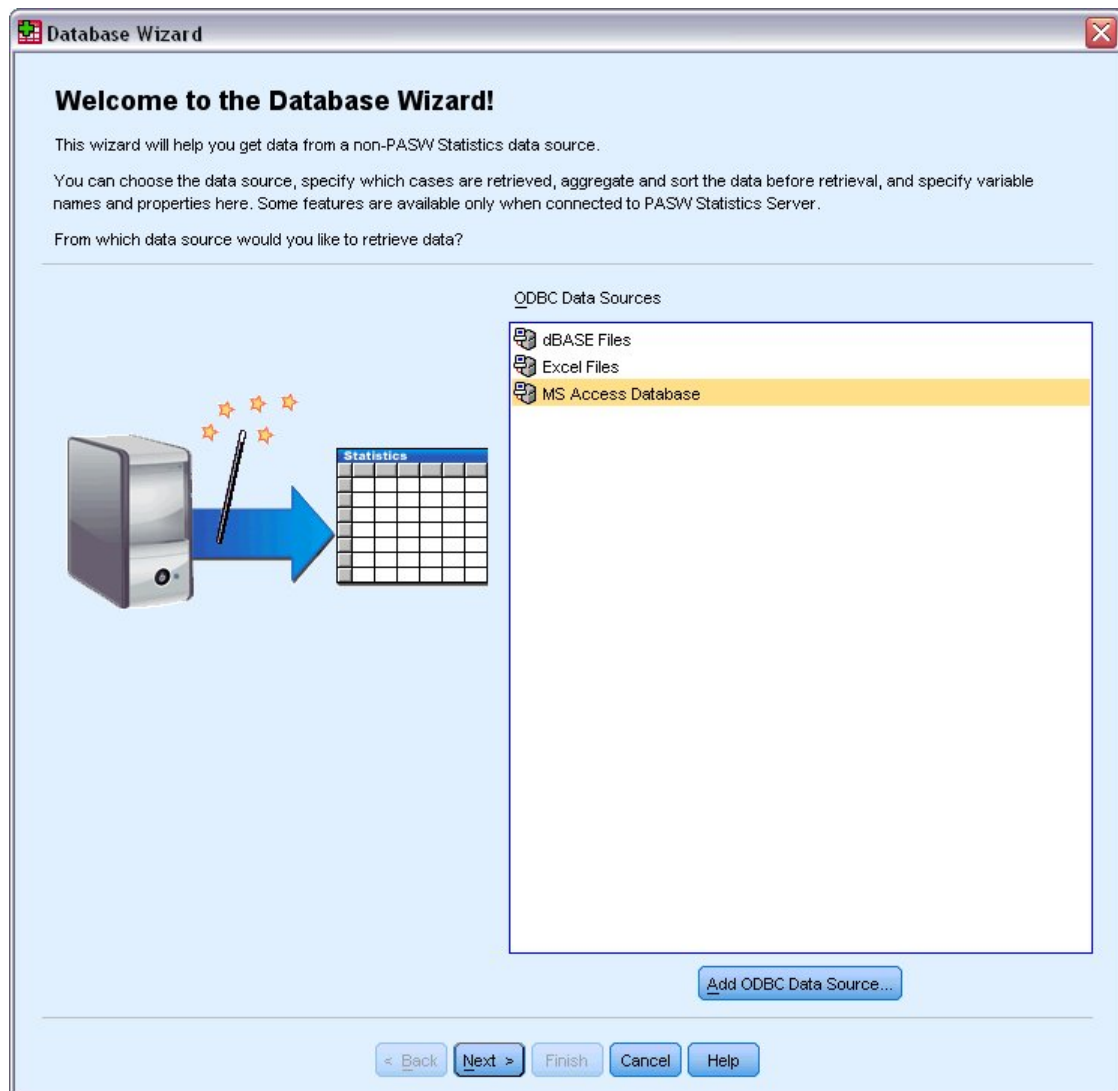 Database Wizard
Welcome to the Database Wizard!
This wizard will help you get data from a non-PASW Statistics data source.
You can choose the data source, specify which cases are retrieved, aggregate and sort the data before retrieval, and specify variable
names and properties here. Some features are available only when connected to PASW Statistics Server.
From which data source would you like to retrieve data?
ODBC Data Sources
dBASE Files
Excel Files
MS Access Database
Statistics
Add ODBC Data Source...
< Back
Next >
Finish
Cancel
Help